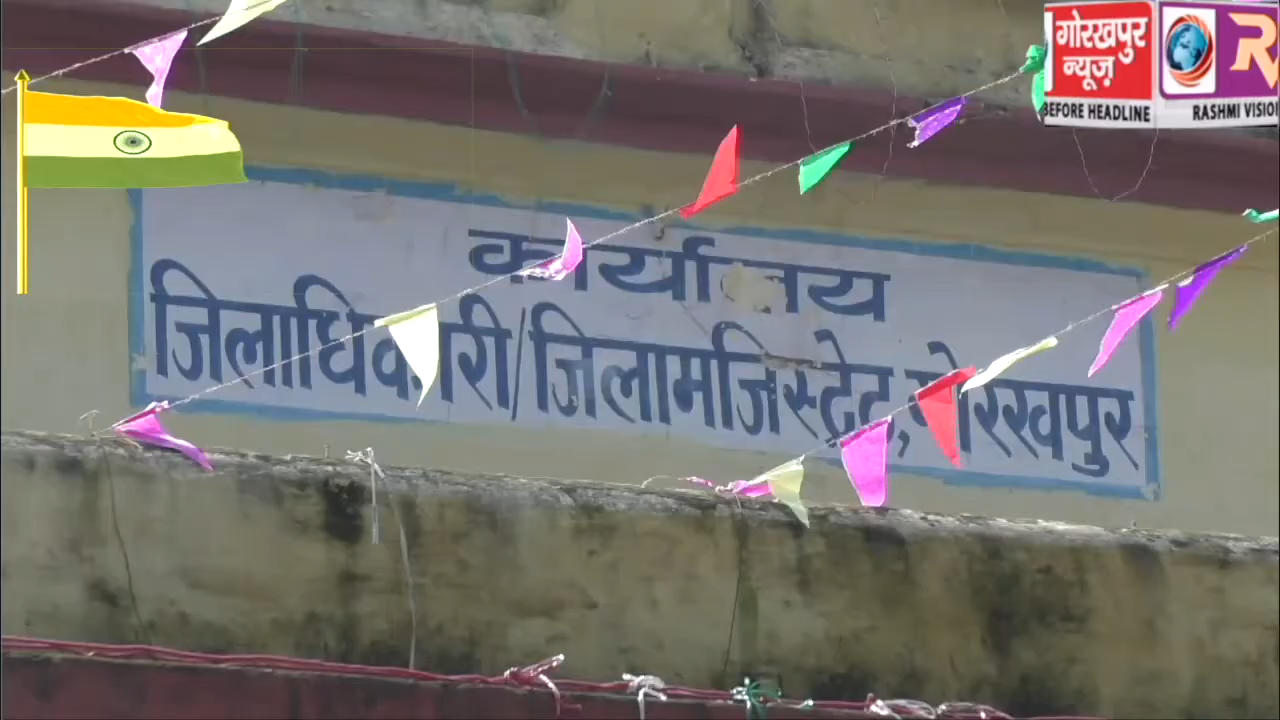 गोरखपुर
न्यूज़
BEFORE HEADLINE
RASHMI VISION
कार्यालय
जिलाधिकारी/जिलामजिस्ट्रेट,गोरखपुर